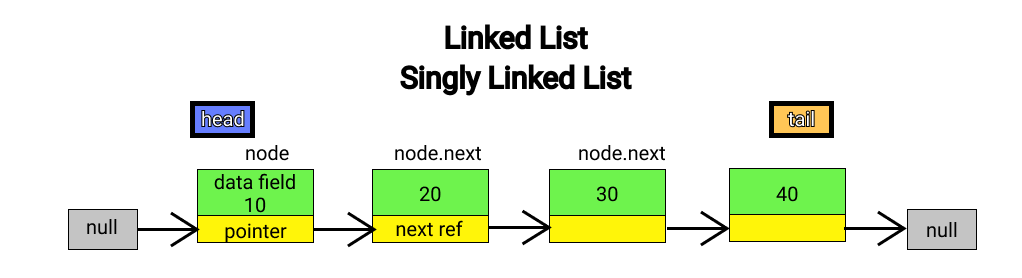 Linked List
Singly Linked List
head
tail
node
node.next
node.next
data field
10
20
30
40
null
pointer
next ref
null